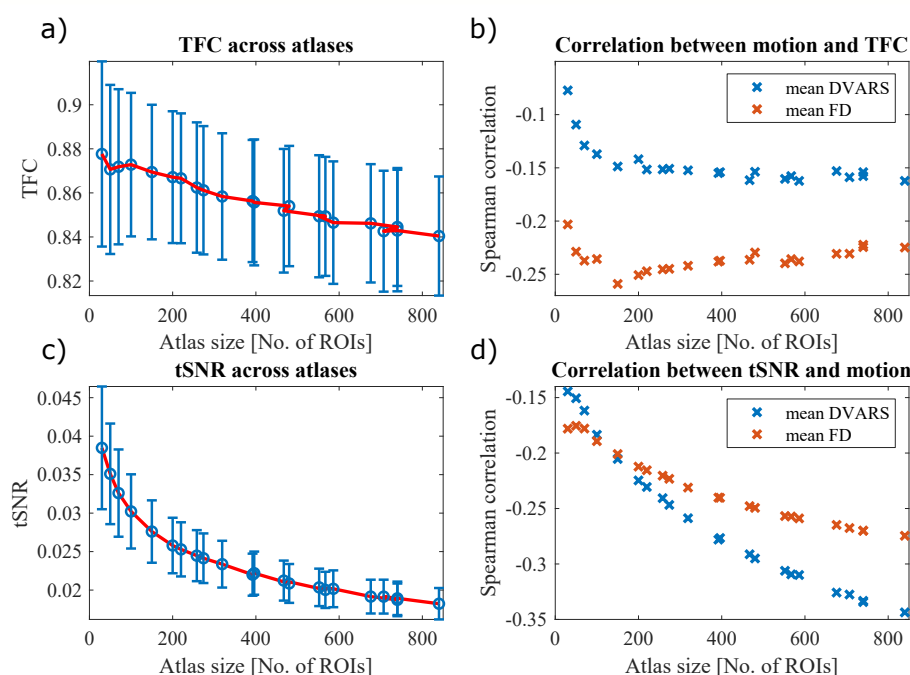 a)
TFC across atlases
0.9
0.88
0.86
0.84
0.82
TFC
0 200 400 600 800
Atlas size [No. of ROIs]
b)
Correlation between motion and TFC
mean DVARS
mean FD
-0.1
-0.15
-0.2
-0.25
Spearman correlation
0 200 400 600 800
Atlas size [No. of ROIs]
c)
tSNR across atlases
0.045
0.04
0.035
0.03
0.025
0.02
tSNR
0 200 400 600 800
Atlas size [No. of ROIs]
d)
Correlation between tSNR and motion
mean DVARS
mean FD
-0.15
-0.2
-0.25
-0.3
-0.35
Spearman correlation
0 200 400 600 800
Atlas size [No. of ROIs]